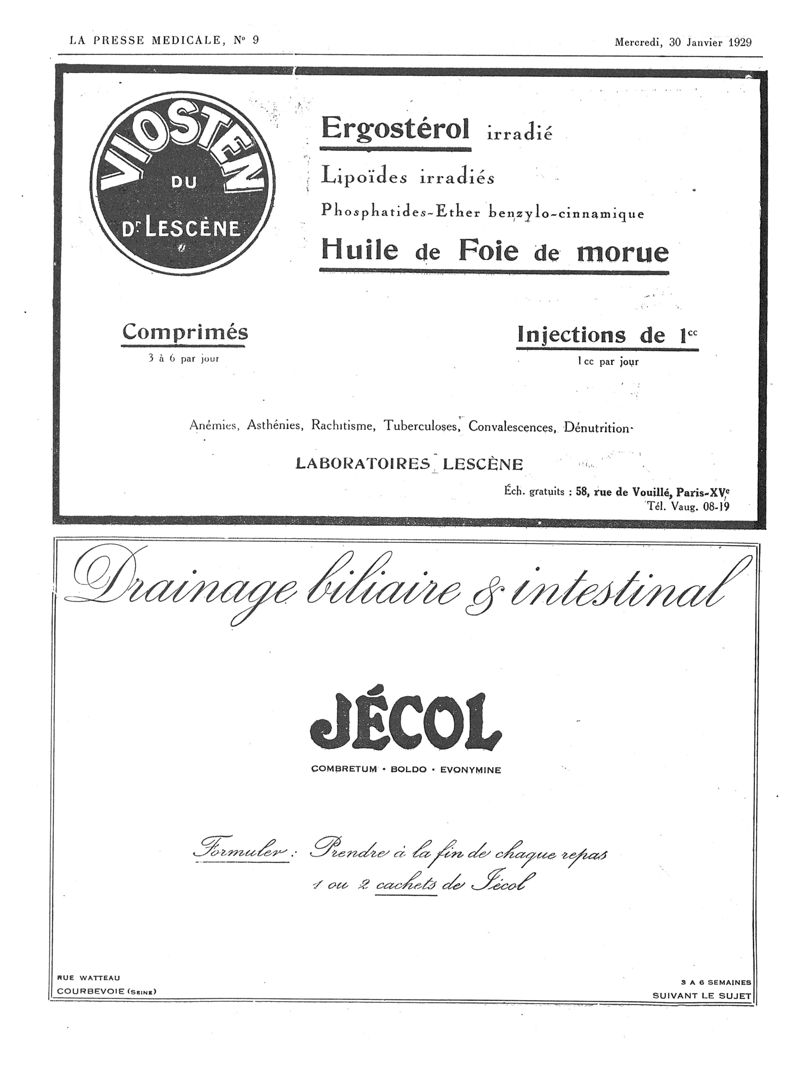 LA PRESSE MEDICALE, N° 9
Mercredi, 30 Janvier 1929
VIOSTEN
DU
Dr LESCÈNE
Ergostérol irradié
Lipoïdes irradiés
Phosphatides-Ether benzylo-cinnamique
Huile de Foie de morue
Comprimés
3 à 6 par jour
Injections de 1cc
1cc par jour
Anémies, Asthénies, Rachitisme, Tuberculoses, Convalescences, Dénutrition
LABORATOIRES LESCÈNE
Éch. gratuits : 58, rue de Vouillé, Paris-XVe
Tél. Vaug. 08-19
Drainage biliaire & intestinal
JÉCOL
COMBRETUM • BOLDO • EVONYMINE
Formuler : Prendre à la fin de chaque repas
1 ou 2 cachets de Jécol
RUE WATTEAU
COURBEVOIE (SEINE)
3 A 6 SEMAINES
SUIVANT LE SUJET